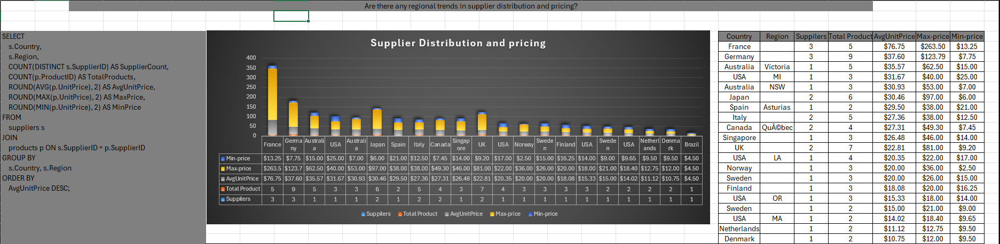 Are there any regional trends in supplier distribution and pricing?
SELECT
s.Country,
s.Region,
COUNT(DISTINCT s.SupplierID) AS SupplierCount,
COUNT(p.ProductID) AS TotalProducts,
ROUND(AVG(p.UnitPrice), 2) AS AvgUnitPrice,
ROUND(MAX(p.UnitPrice), 2) AS MaxPrice,
ROUND(MIN(p.UnitPrice), 2) AS MinPrice
FROM
suppliers s
JOIN
products p ON s.SupplierID = p.SupplierID
GROUP BY
s.Country, s.Region
ORDER BY
AvgUnitPrice DESC;
Supplier Distribution and pricing
400
350
300
250
200
150
100
50
0
France Germany Australia USA Australia Japan Spain Italy Canada Singapore UK USA Norway Sweden Finland USA Sweden USA Netherlands Denmark Brazil
Min-price $13.25 $7.75 $15.00 $25.00 $7.00 $6.00 $21.00 $12.50 $7.45 $14.00 $9.20 $17.00 $2.50 $15.00 $16.25 $14.00 $9.00 $9.65 $9.50 $9.50 $4.50
Max-price $263.5 $123.7 $62.50 $40.00 $53.00 $97.00 $38.00 $38.00 $49.30 $46.00 $81.00 $22.00 $36.00 $26.00 $20.00 $18.00 $21.00 $18.40 $12.75 $12.00 $4.50
AvgUnitPrice $76.75 $37.60 $35.57 $31.67 $30.93 $30.46 $29.50 $27.36 $27.31 $26.48 $22.81 $20.35 $20.00 $20.00 $18.08 $15.33 $15.00 $14.02 $11.12 $10.75 $4.50
Total Product 5 9 5 3 3 6 2 5 4 3 7 4 3 3 3 3 2 2 2 2 1
Suppilers 3 3 1 1 1 2 1 2 2 1 2 1 1 1 1 1 1 1 1 1 1
Suppilers Total Product AvgUnitPrice Max-price Min-price
Country Region Suppilers Total Product AvgUnitPrice Max-price Min-price
France 3 5 $76.75 $263.50 $13.25
Germany 3 9 $37.60 $123.79 $7.75
Australia Victoria 1 5 $35.57 $62.50 $15.00
USA MI 1 3 $31.67 $40.00 $25.00
Australia NSW 1 3 $30.93 $53.00 $7.00
Japan 2 6 $30.46 $97.00 $6.00
Spain Asturias 1 2 $29.50 $38.00 $21.00
Italy 2 5 $27.36 $38.00 $12.50
Canada QuÃ©bec 2 4 $27.31 $49.30 $7.45
Singapore 1 3 $26.48 $46.00 $14.00
UK 2 7 $22.81 $81.00 $9.20
USA LA 1 4 $20.35 $22.00 $17.00
Norway 1 3 $20.00 $36.00 $2.50
Sweden 1 3 $20.00 $26.00 $15.00
Finland 1 3 $18.08 $20.00 $16.25
USA OR 1 3 $15.33 $18.00 $14.00
Sweden 1 2 $15.00 $21.00 $9.00
USA MA 1 2 $14.02 $18.40 $9.65
Netherlands 1 2 $11.12 $12.75 $9.50
Denmark 1 2 $10.75 $12.00 $9.50